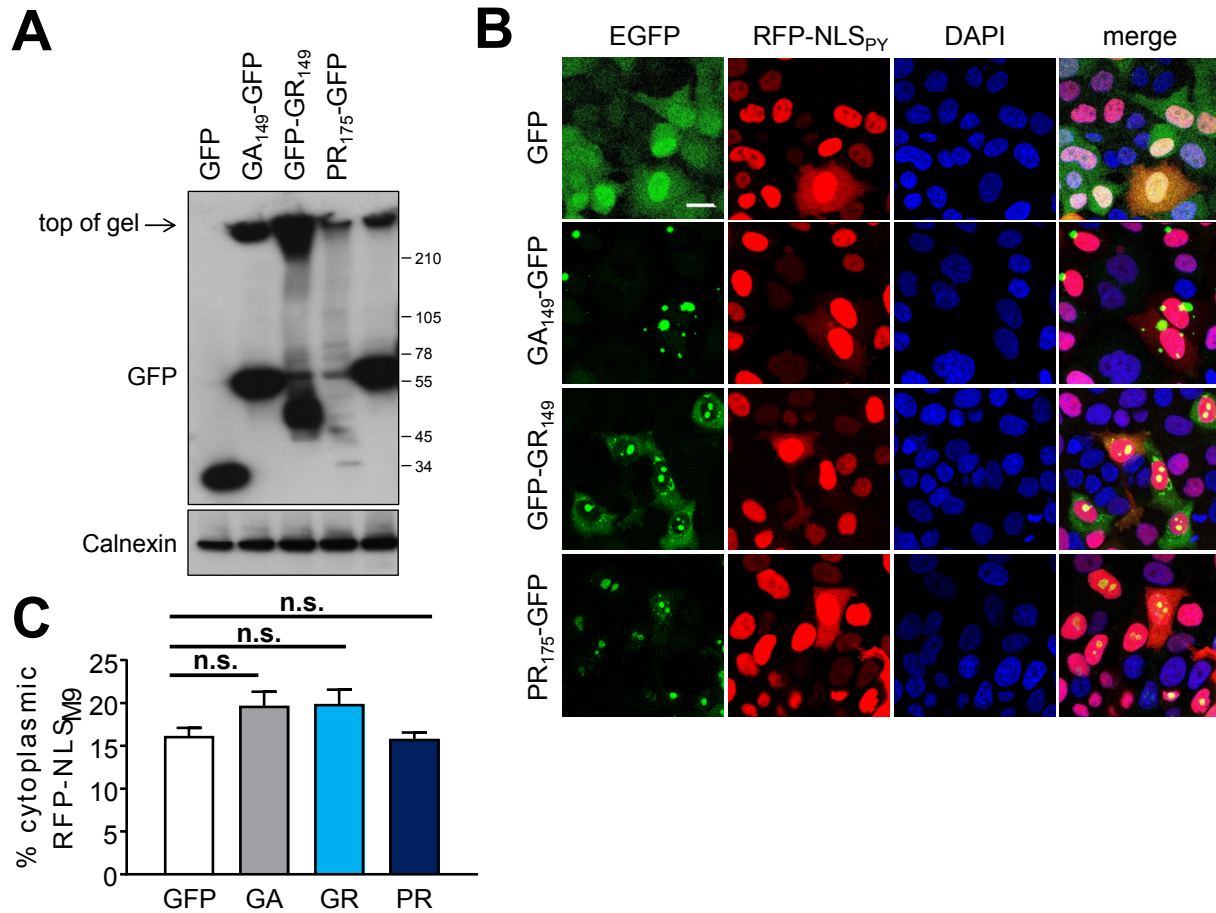 A
GFP
GA149-GFP
GFP-GR149
PR175-GFP
top of gel →
210
105
78
GFP
55
45
34
Calnexin
B
EGFP
RFP-NLSPY
DAPI
merge
GFP
GA149-GFP
GFP-GR149
PR175-GFP
C
n.s.
n.s.
n.s.
% cytoplasmic
RFP-NLSM9
25
20
15
10
5
0
GFP
GA
GR
PR